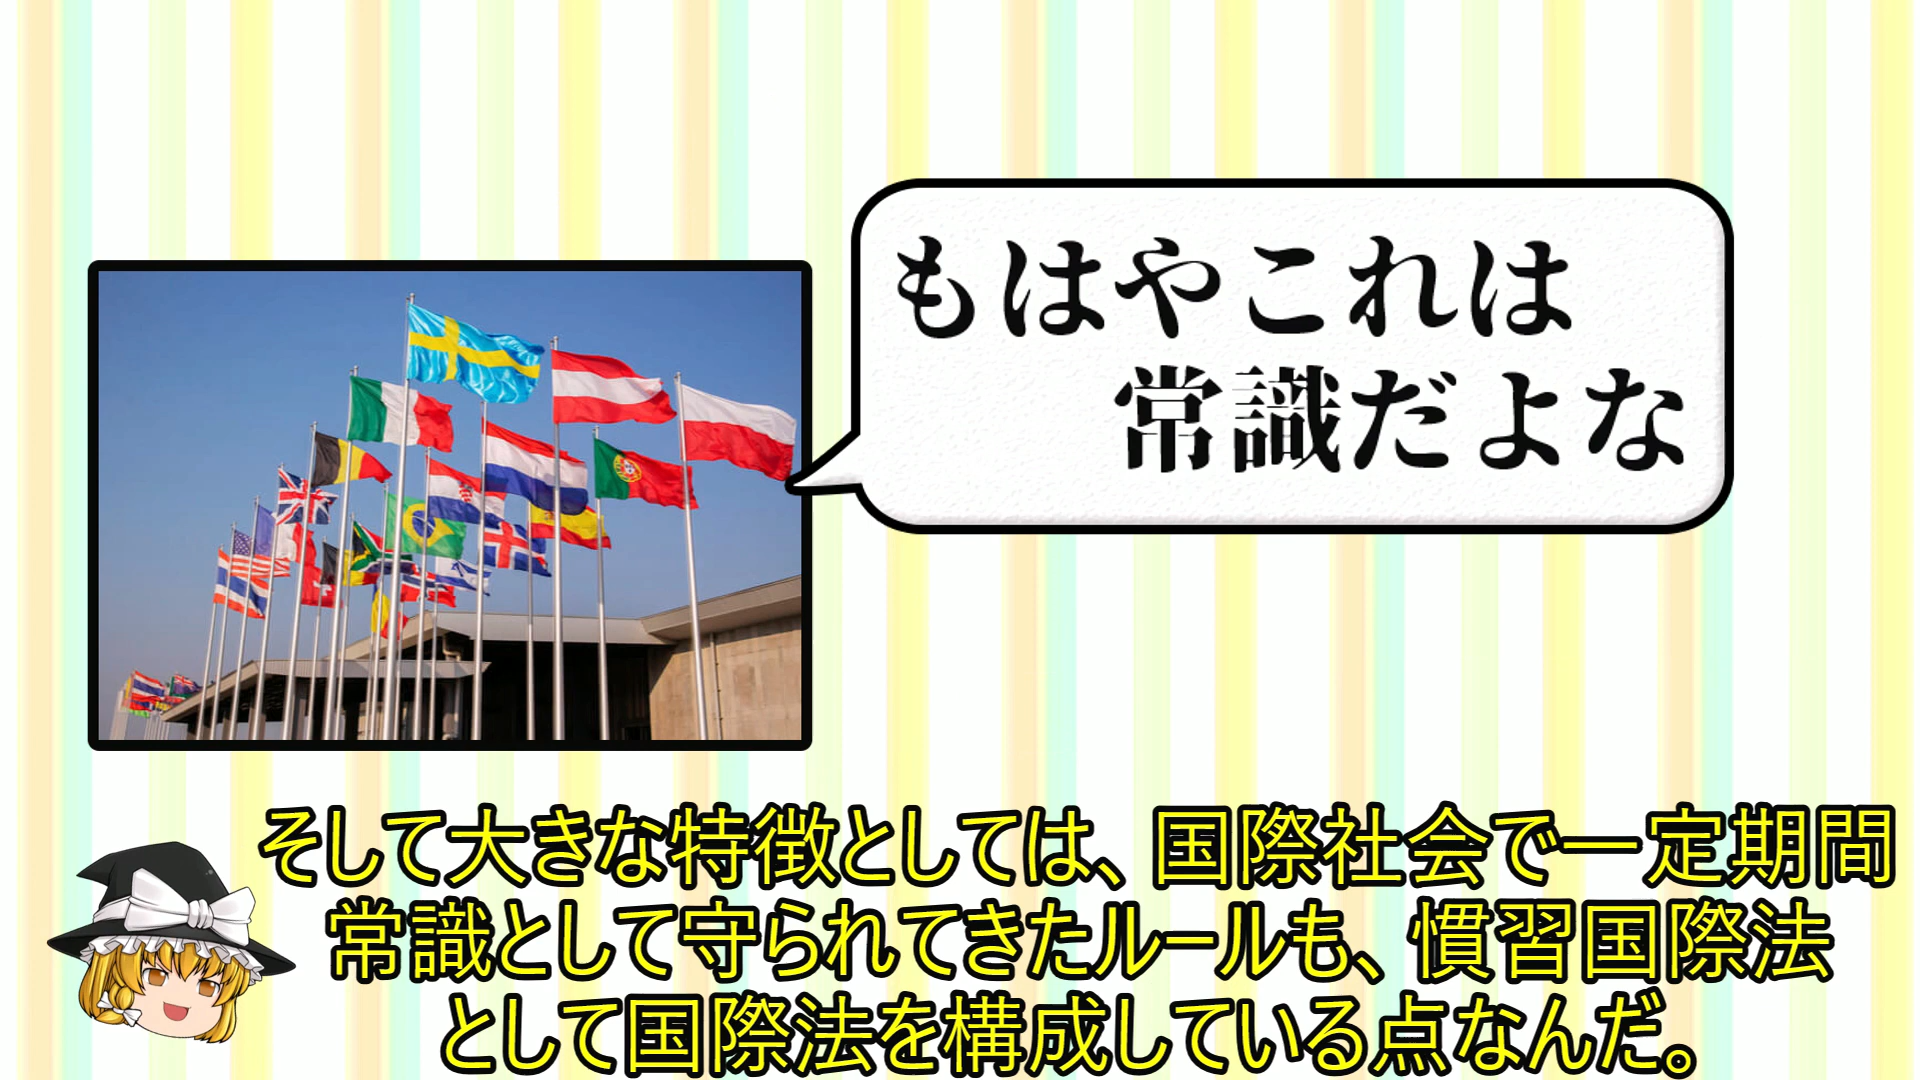 もはやこれは
常識だよな
そして大きな特徴としては、国際社会で一定期間
常識として守られてきたルールも、慣習国際法
として国際法を構成している点なんだ。